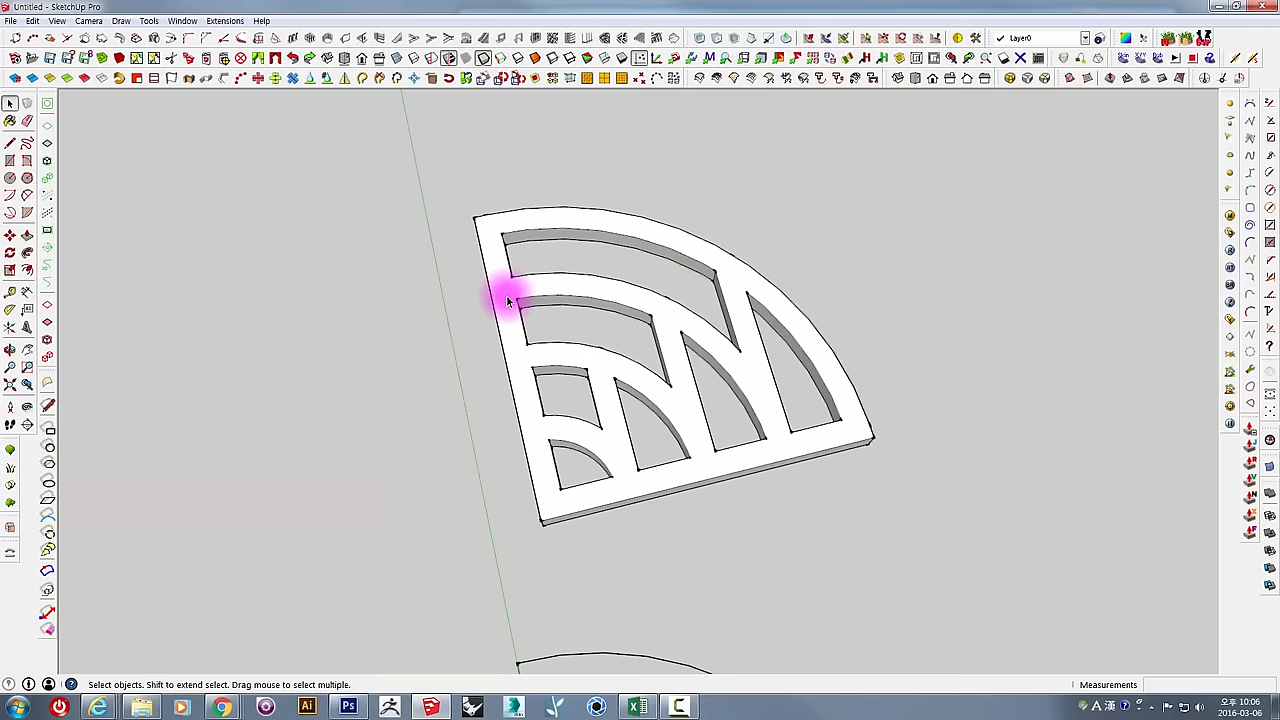 Untitled - SketchUp Pro
File Edit View Camera Draw Tools Window Extensions Help
Layer0
Select objects. Shift to extend select. Drag mouse to select multiple.
Measurements
A 漢
오후 10:06
2016-03-06